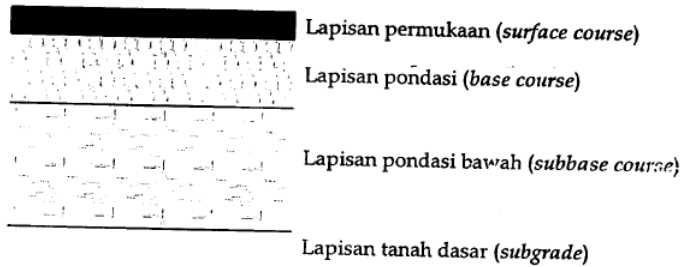 Lapisan permukaan (surface course)
Lapisan pondasi (base course)
Lapisan pondasi bawah (subbase course)
Lapisan tanah dasar (subgrade)